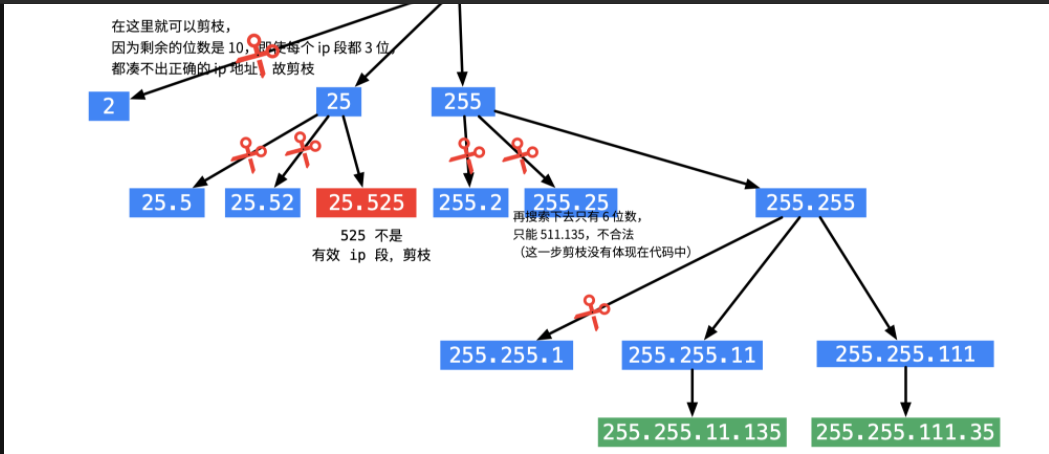 在这里就可以剪枝，
因为剩余的位数是 10，即使每个 ip 段都 3 位，
都凑不出正确的 ip 地址，故剪枝
2
25
255
25.5
25.52
25.525
255.2
255.25
255.255
525 不是
有效 ip 段，剪枝
再搜索下去只有 6 位数，
只能 511.135，不合法
（这一步剪枝没有体现在代码中）
255.255.1
255.255.11
255.255.111
255.255.11.135
255.255.111.35